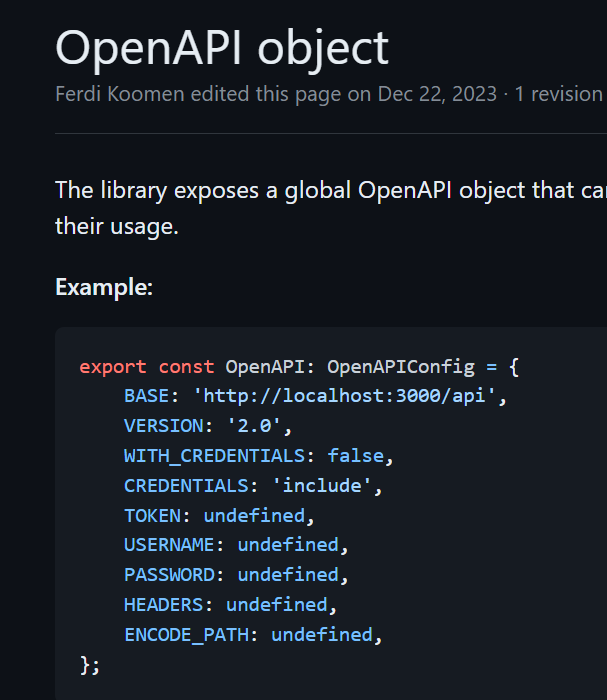 OpenAPI object
Ferdi Koomen edited this page on Dec 22, 2023 · 1 revision
The library exposes a global OpenAPI object that can
their usage.
Example:
export const OpenAPI: OpenAPIConfig = {
    BASE: 'http://localhost:3000/api',
    VERSION: '2.0',
    WITH_CREDENTIALS: false,
    CREDENTIALS: 'include',
    TOKEN: undefined,
    USERNAME: undefined,
    PASSWORD: undefined,
    HEADERS: undefined,
    ENCODE_PATH: undefined,
};